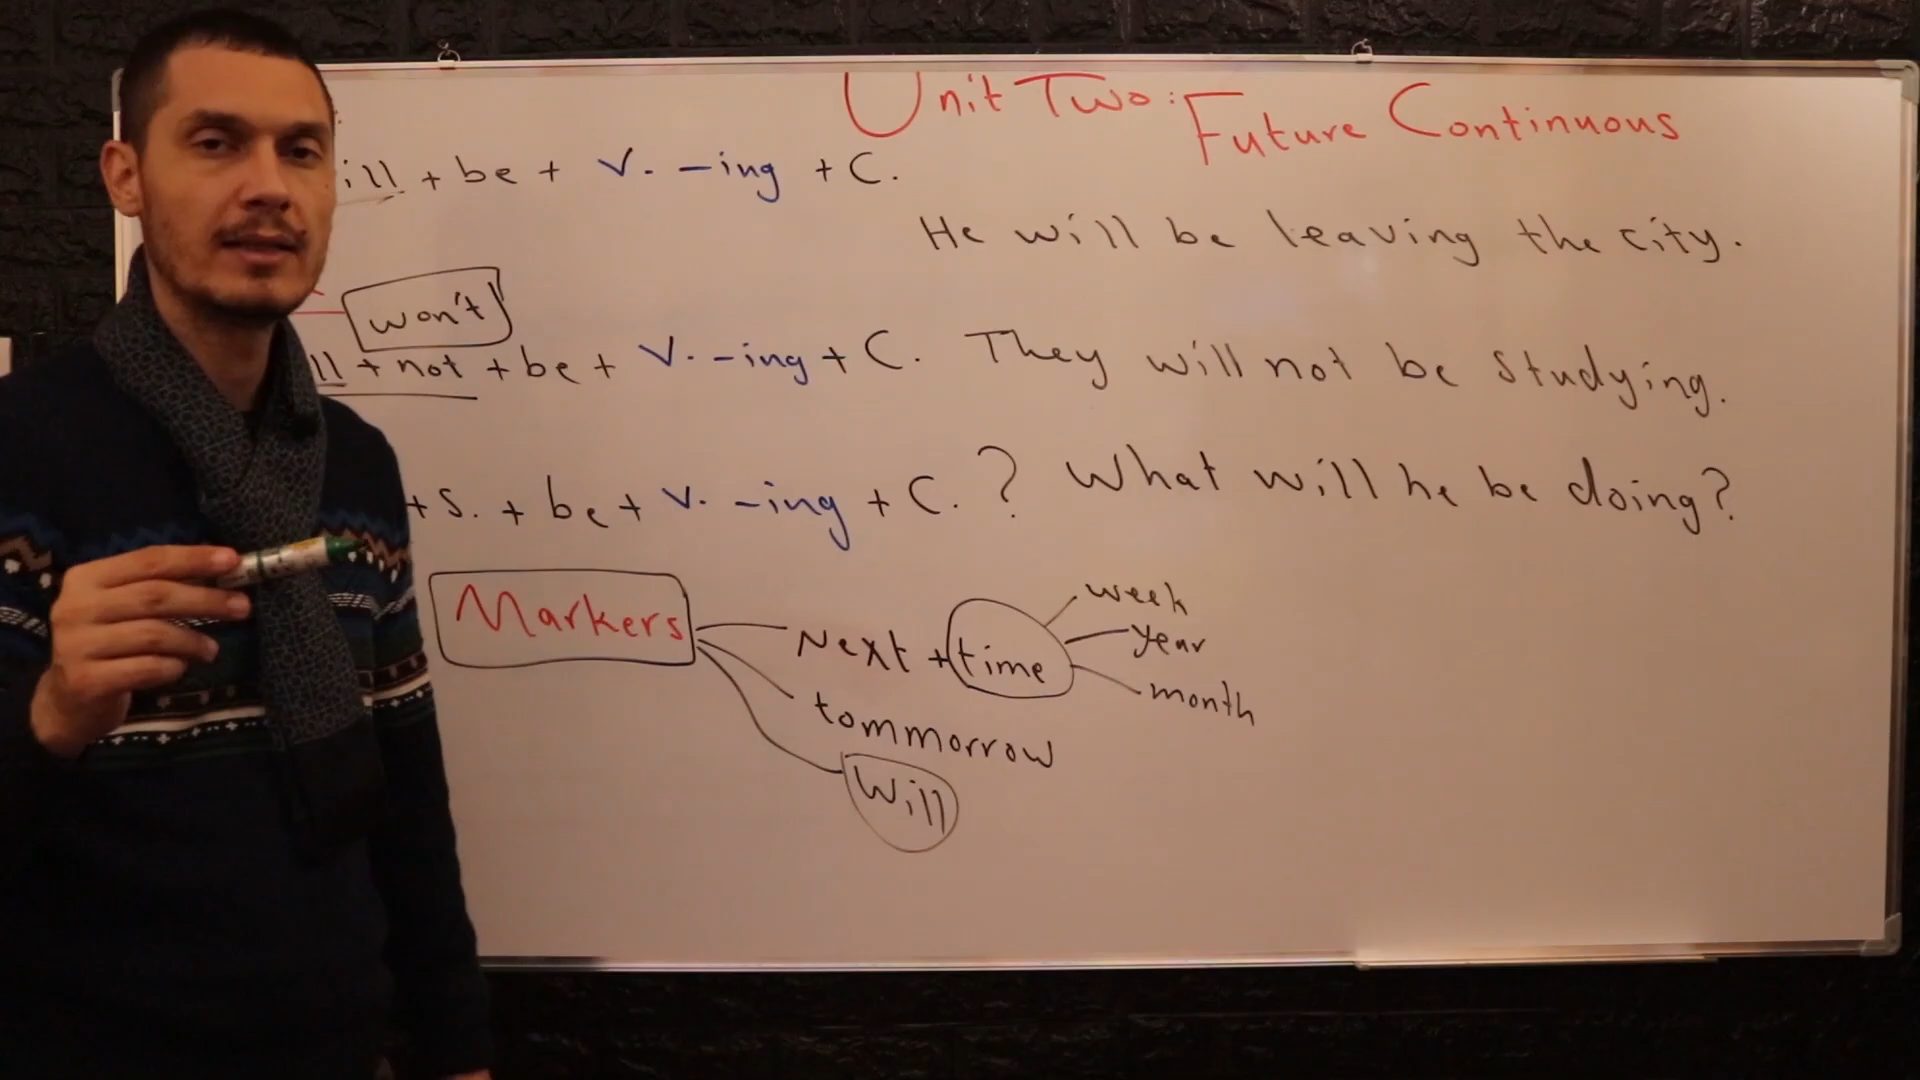 Unit Two: Future Continuous
ill + be + V. -ing + C.
He will be leaving the city.
won't
ll + not + be + V. -ing + C. They will not be studying.
+ S. + be + V. -ing + C. ? What will he be doing?
Markers
Next + time
week
year
month
tommorrow
Will